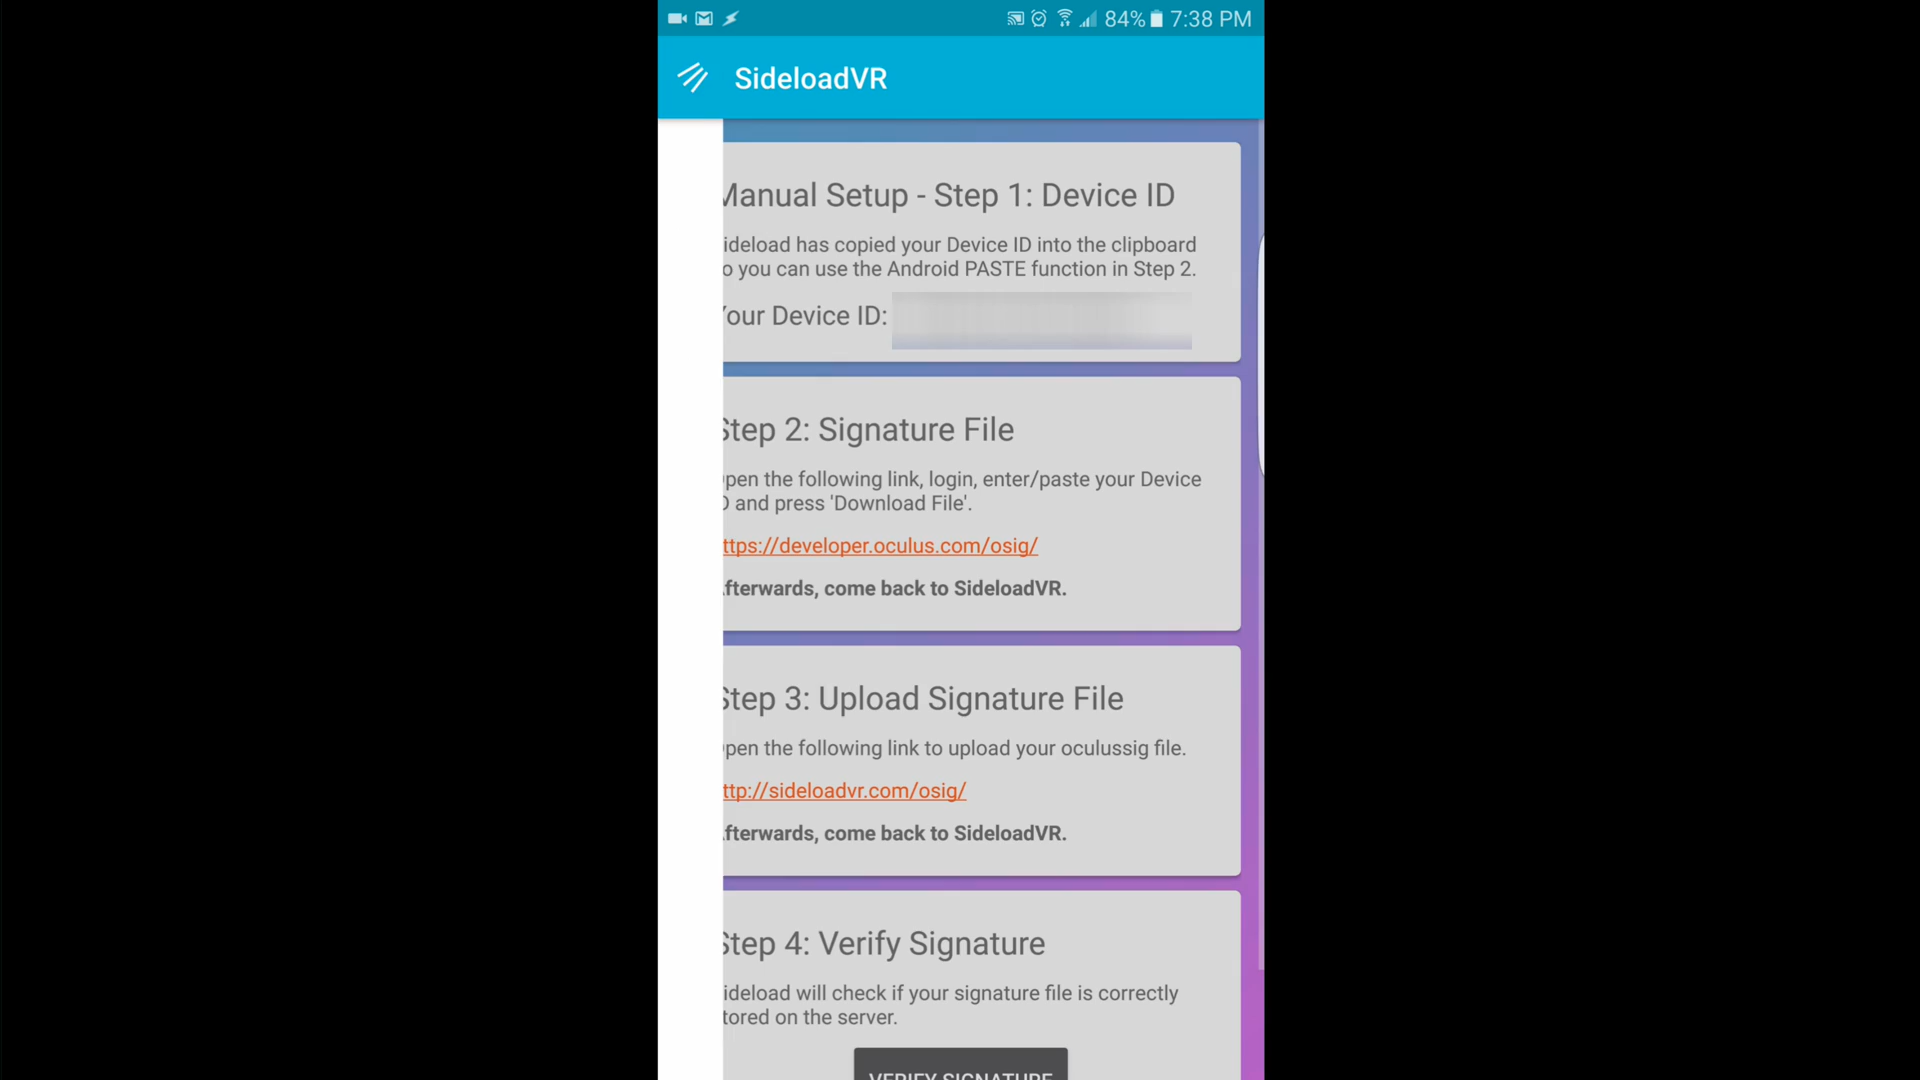 84% 7:38 PM
SideloadVR
Manual Setup - Step 1: Device ID
ideload has copied your Device ID into the clipboard
o you can use the Android PASTE function in Step 2.
Your Device ID:
Step 2: Signature File
pen the following link, login, enter/paste your Device
D and press 'Download File'.
ttps://developer.oculus.com/osig/
fterwards, come back to SideloadVR.
Step 3: Upload Signature File
pen the following link to upload your oculussig file.
ttp://sideloadvr.com/osig/
fterwards, come back to SideloadVR.
Step 4: Verify Signature
ideload will check if your signature file is correctly
tored on the server.
VERIFY SIGNATURE